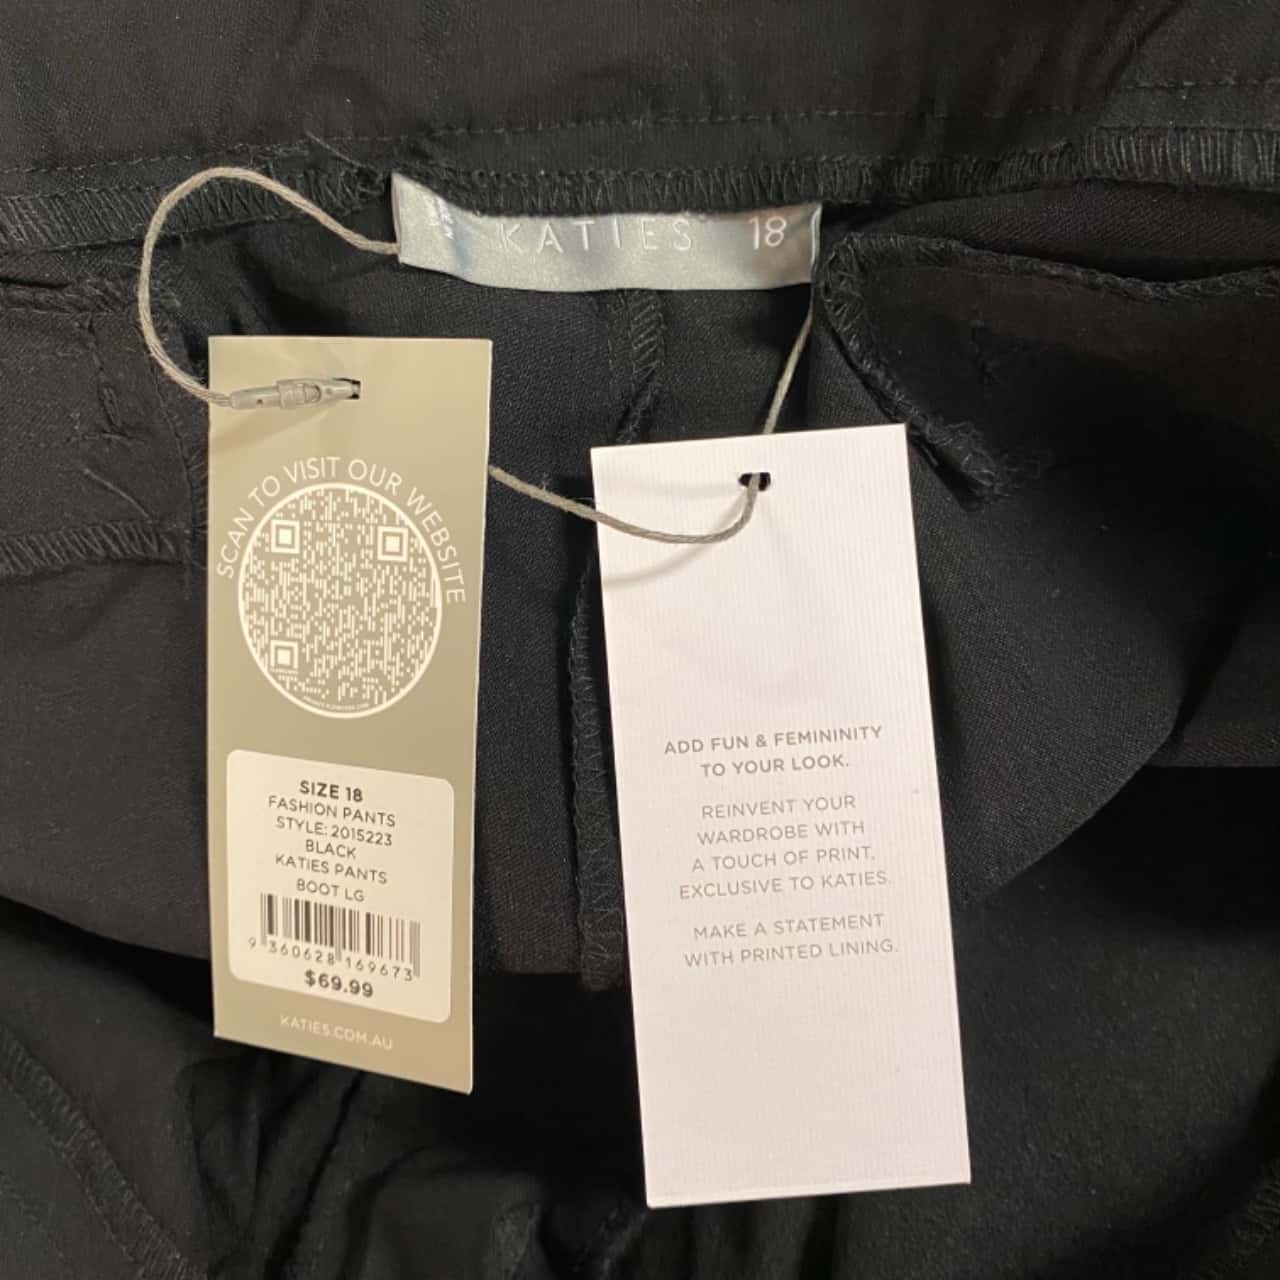 KATIES 18
SCAN TO VISIT OUR WEBSITE
SIZE 18
FASHION PANTS
STYLE: 2015223
BLACK
KATIES PANTS
BOOT LG
9 360628 169673
$69.99
KATIES.COM.AU
ADD FUN & FEMININITY
TO YOUR LOOK.
REINVENT YOUR
WARDROBE WITH
A TOUCH OF PRINT,
EXCLUSIVE TO KATIES.
MAKE A STATEMENT
WITH PRINTED LINING.